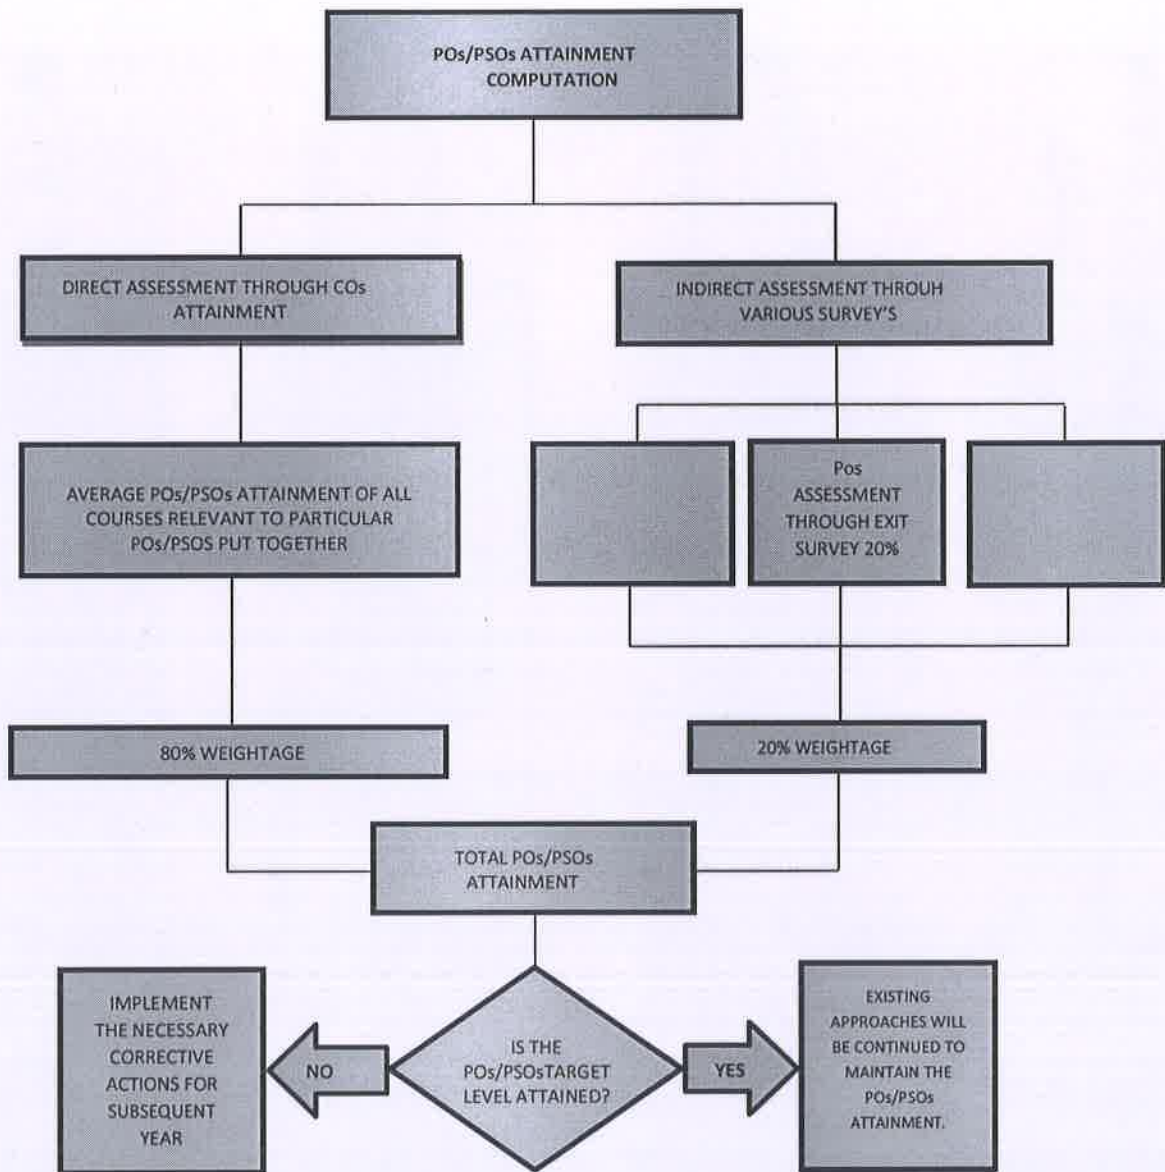 POs/PSOs ATTAINMENT
COMPUTATION
DIRECT ASSESSMENT THROUGH COs
ATTAINMENT
INDIRECT ASSESSMENT THROUH
VARIOUS SURVEY'S
AVERAGE POs/PSOs ATTAINMENT OF ALL
COURSES RELEVANT TO PARTICULAR
POs/PSOS PUT TOGETHER
Pos
ASSESSMENT
THROUGH EXIT
SURVEY 20%
80% WEIGHTAGE
20% WEIGHTAGE
TOTAL POs/PSOs
ATTAINMENT
IMPLEMENT
THE NECESSARY
CORRECTIVE
ACTIONS FOR
SUBSEQUENT
YEAR
NO
IS THE
POs/PSOsTARGET
LEVEL ATTAINED?
YES
EXISTING
APPROACHES WILL
BE CONTINUED TO
MAINTAIN THE
POs/PSOs
ATTAINMENT.